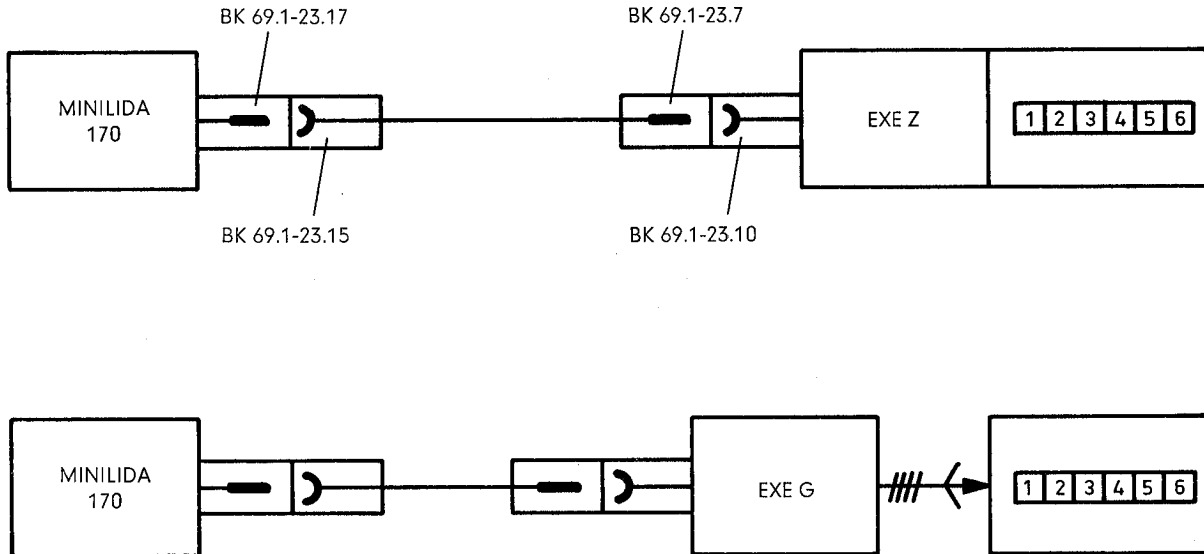 BK 69.1-23.17
BK 69.1-23.7
MINILIDA
170
EXE Z
1 2 3 4 5 6
BK 69.1-23.15
BK 69.1-23.10
MINILIDA
170
EXE G
1 2 3 4 5 6